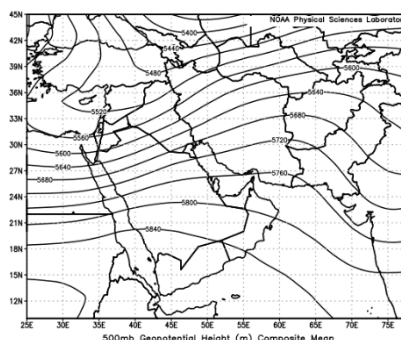 NOAA Physical Sciences Laborator
45N
42N
39N
36N
33N
30N
27N
24N
21N
18N
15N
12N
5400
5440
5480
5520
5560
5600
5640
5680
5600
5640
5680
5720
5760
5800
5840
25E 30E 35E 40E 45E 50E 55E 60E 65E 70E 75E
500mb Geopotential Height (m) Composite Mean